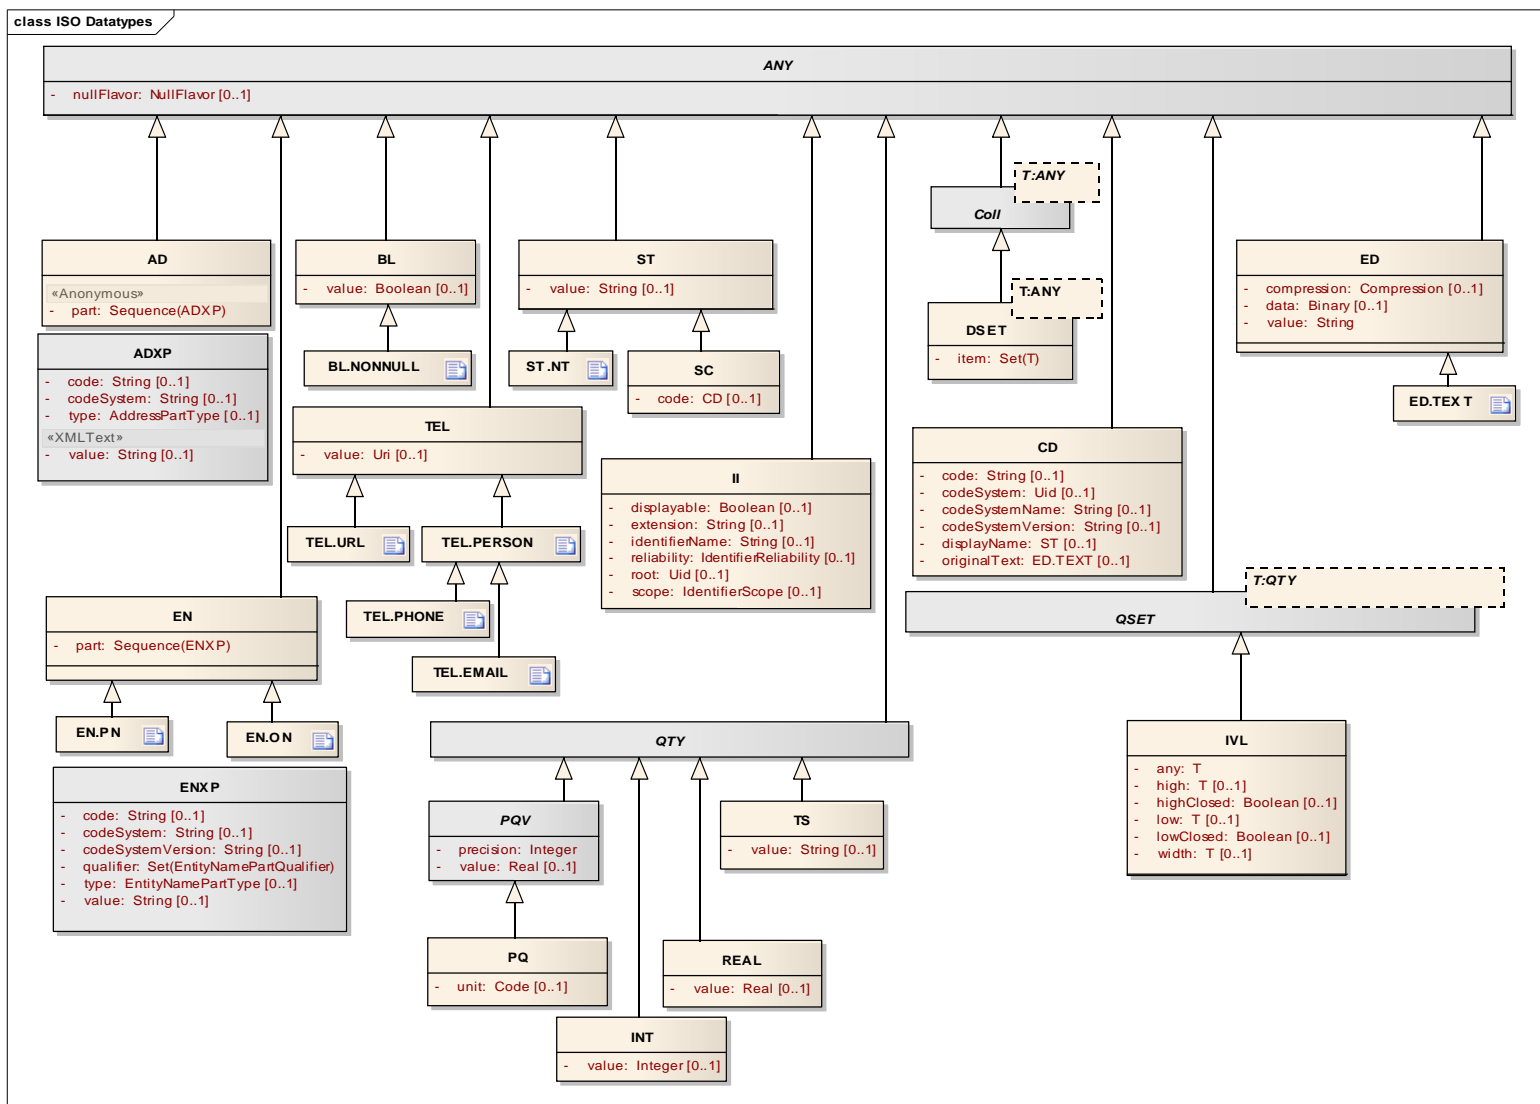 class ISO Datatypes
ANY
- nullFlavor: NullFlavor [0..1]
AD
«Anonymous»
- part: Sequence(ADXP)
ADXP
- code: String [0..1]
- codeSystem: String [0..1]
- type: AddressPartType [0..1]
«XMLText»
- value: String [0..1]
BL
- value: Boolean [0..1]
BL.NONNULL
ST
- value: String [0..1]
ST.NT
SC
- code: CD [0..1]
TEL
- value: Uri [0..1]
TEL.URL
TEL.PERSON
TEL.PHONE
TEL.EMAIL
II
- displayable: Boolean [0..1]
- extension: String [0..1]
- identifierName: String [0..1]
- reliability: IdentifierReliability [0..1]
- root: Uid [0..1]
- scope: IdentifierScope [0..1]
T:ANY
Coll
T:ANY
DSET
- item: Set(T)
ED
- compression: Compression [0..1]
- data: Binary [0..1]
- value: String
ED.TEXT
CD
- code: String [0..1]
- codeSystem: Uid [0..1]
- codeSystemName: String [0..1]
- codeSystemVersion: String [0..1]
- displayName: ST [0..1]
- originalText: ED.TEXT [0..1]
T:QTY
QSET
EN
- part: Sequence(ENXP)
EN.PN
EN.ON
ENXP
- code: String [0..1]
- codeSystem: String [0..1]
- codeSystemVersion: String [0..1]
- qualifier: Set(EntityNamePartQualifier)
- type: EntityNamePartType [0..1]
- value: String [0..1]
QTY
PQV
- precision: Integer
- value: Real [0..1]
TS
- value: String [0..1]
PQ
- unit: Code [0..1]
REAL
- value: Real [0..1]
INT
- value: Integer [0..1]
IVL
- any: T
- high: T [0..1]
- highClosed: Boolean [0..1]
- low: T [0..1]
- lowClosed: Boolean [0..1]
- width: T [0..1]